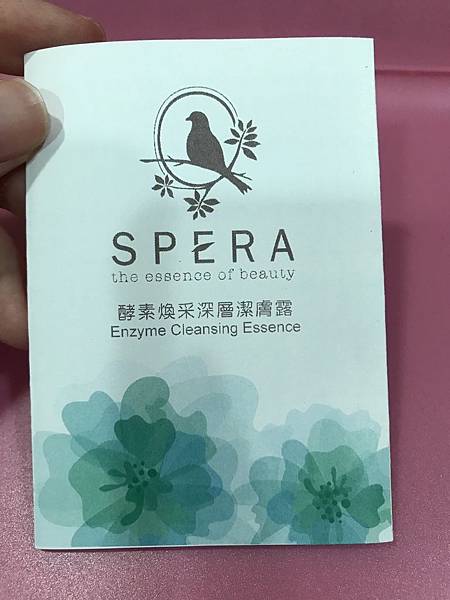 SPERA
the essence of beauty
酵素煥采深層潔膚露
Enzyme Cleansing Essence